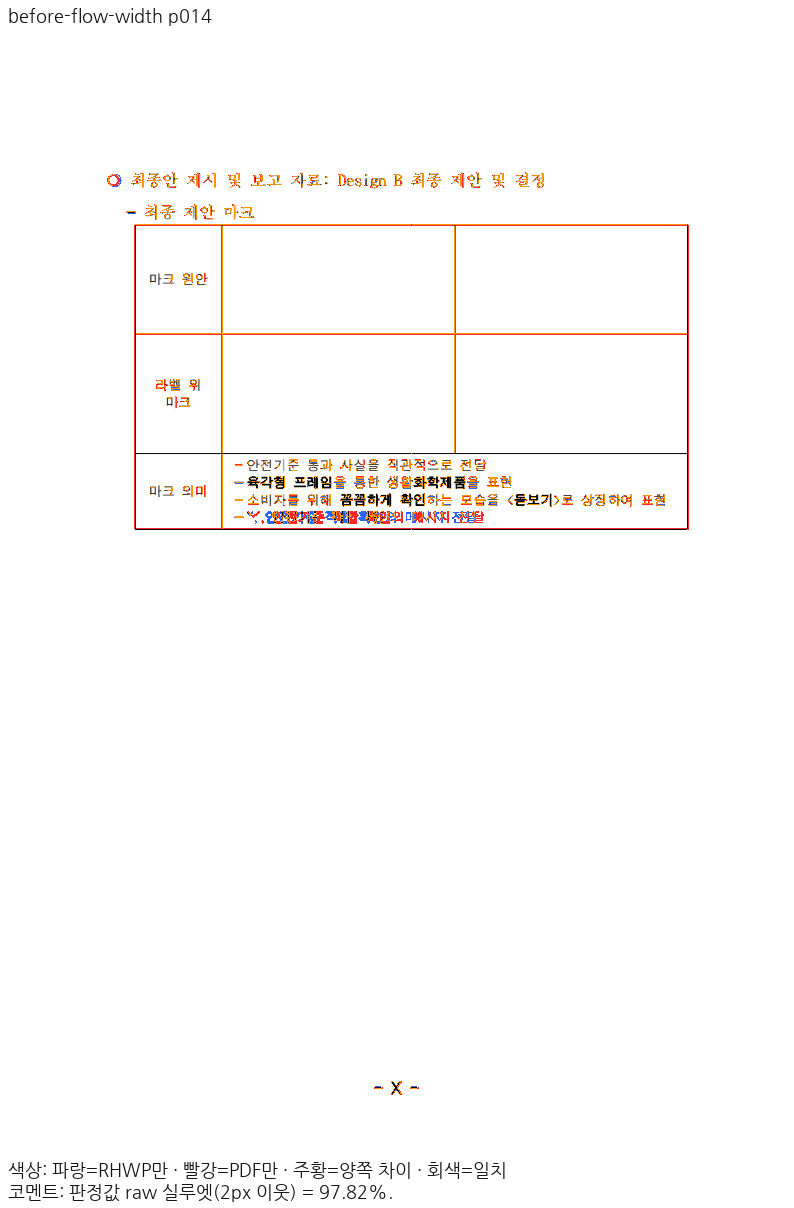 before-flow-width p014
❍ 최종안 제시 및 보고 자료: Design B 최종 제안 및 결정
- 최종 제안 마크
마크 원안
라벨 위
마크
마크 의미
- 안전기준 통과 사실을 직관적으로 전달
- 육각형 프레임을 통한 생활화학제품을 표현
- 소비자를 위해 꼼꼼하게 확인하는 모습을 <돋보기>로 상징하여 표현
- 메시지 전달
- X -
색상: 파랑=RHWP만 · 빨강=PDF만 · 주황=양쪽 차이 · 회색=일치
코멘트: 판정값 raw 실루엣(2px 이웃) = 97.82%.